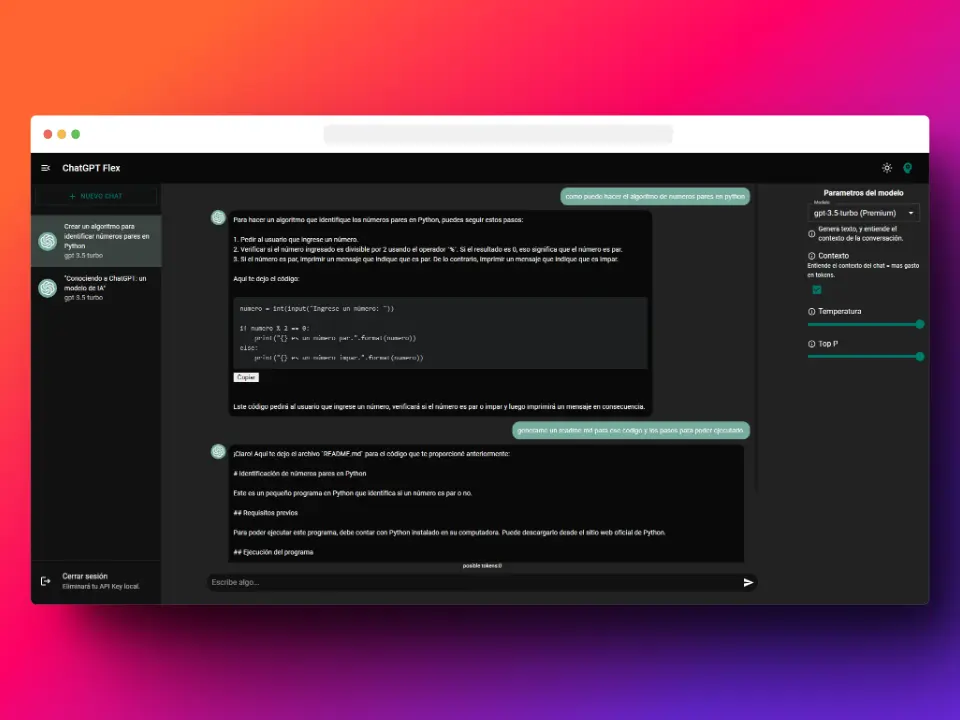 ChatGPT Flex
+ NUEVO CHAT
Crear un algoritmo para
identificar números pares en
Python
gpt 3.5 turbo
"Conociendo a ChatGPT: un
modelo de IA"
gpt 3.5 turbo
Cerrar sesión
Eliminará tu API Key local.
como puedo hacer el algoritmo de numeros pares en python
Para hacer un algoritmo que identifique los números pares en Python, puedes seguir estos pasos:
1. Pedir al usuario que ingrese un número.
2. Verificar si el número ingresado es divisible por 2 usando el operador `%`. Si el resultado es 0, eso significa que el número es par.
3. Si el número es par, imprimir un mensaje que indique que es par. De lo contrario, imprimir un mensaje que indique que es impar.
Aquí te dejo el código:
numero = int(input("Ingrese un número: "))
if numero % 2 == 0:
print("{} es un número par.".format(numero))
else:
print("{} es un número impar.".format(numero))
Copiar
Este código pedirá al usuario que ingrese un número, verificará si el número es par o impar y luego imprimirá un mensaje en consecuencia.
generame un readme.md para ese codigo y los pasos para poder ejecutarlo
¡Claro! Aquí te dejo el archivo `README.md` para el código que te proporcioné anteriormente:
# Identificación de números pares en Python
Este es un pequeño programa en Python que identifica si un número es par o no.
## Requisitos previos
Para poder ejecutar este programa, debe contar con Python instalado en su computadora. Puede descargarlo desde el sitio web oficial de Python.
## Ejecución del programa
posible tokens:0
Escribe algo...
Parametros del modelo
Modelo
gpt-3.5-turbo (Premium)
Genera texto, y entiende el
contexto de la conversación.
Contexto
Entiende el contexto del chat = mas gasto
en tokens.
Temperatura
Top P